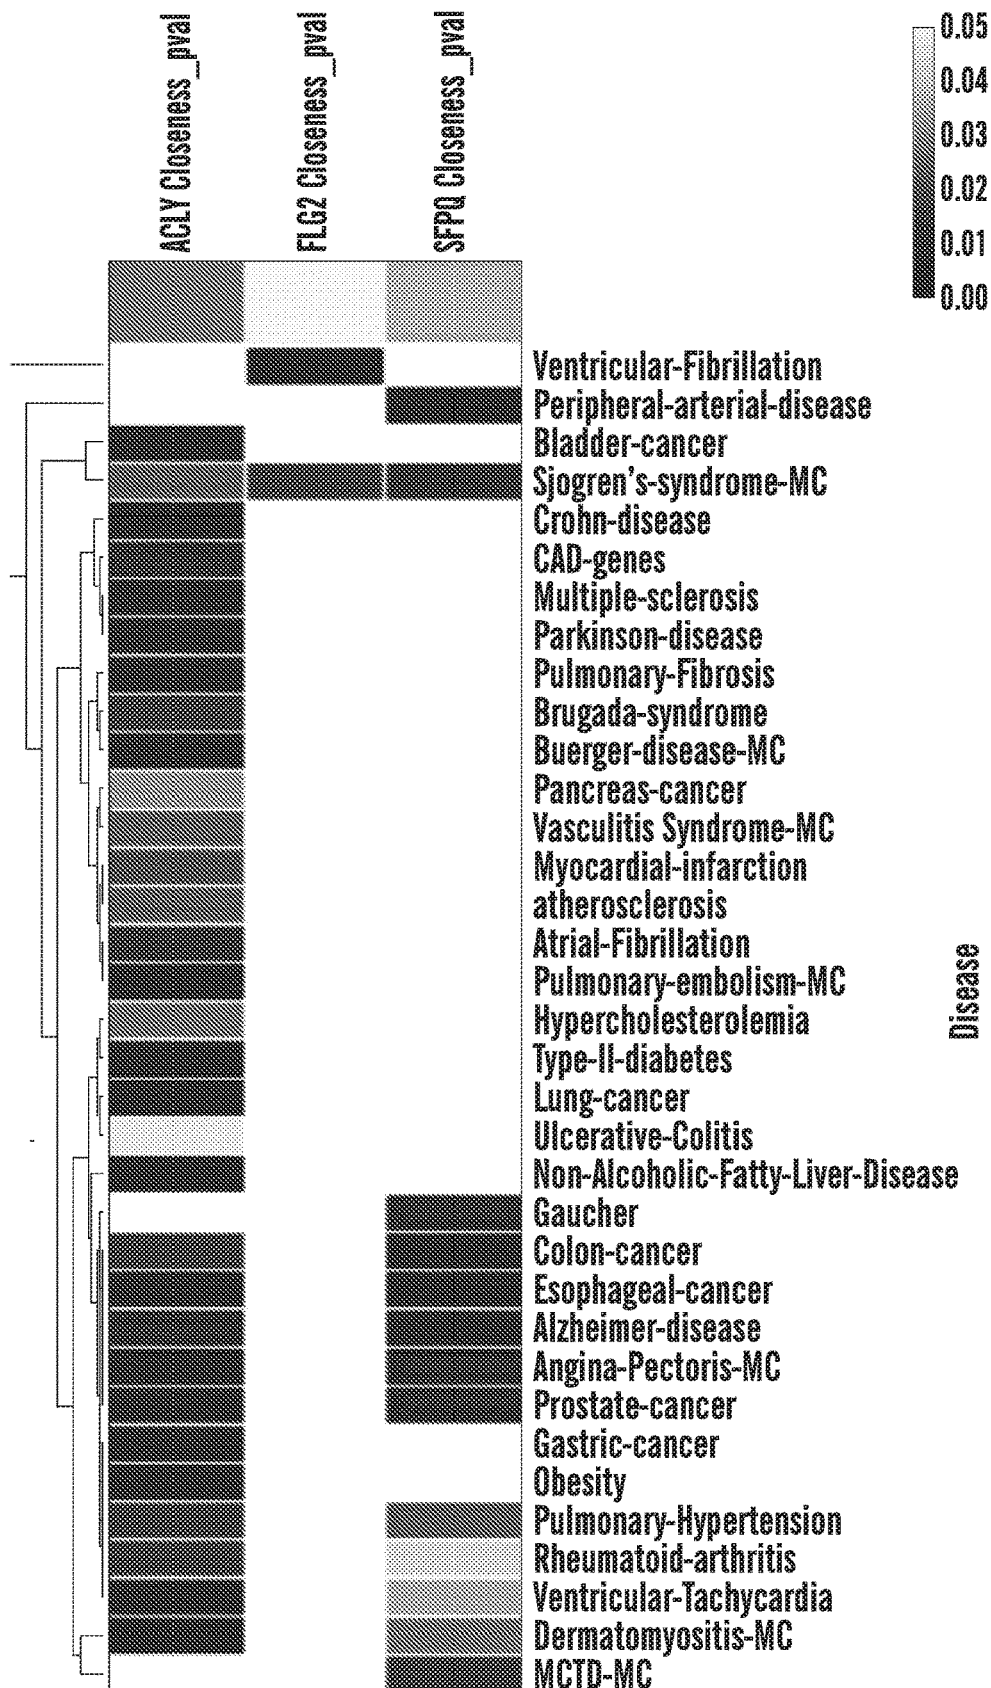 ACLY Closeness_pval
FLG2 Closeness_pval
SFPQ Closeness_pval
0.05
0.04
0.03
0.02
0.01
0.00
Ventricular-Fibrillation
Peripheral-arterial-disease
Bladder-cancer
Sjogren's-syndrome-MC
Crohn-disease
CAD-genes
Multiple-sclerosis
Parkinson-disease
Pulmonary-Fibrosis
Brugada-syndrome
Buerger-disease-MC
Pancreas-cancer
Vasculitis Syndrome-MC
Myocardial-infarction
atherosclerosis
Atrial-Fibrillation
Pulmonary-embolism-MC
Hypercholesterolemia
Type-II-diabetes
Lung-cancer
Ulcerative-Colitis
Non-Alcoholic-Fatty-Liver-Disease
Gaucher
Colon-cancer
Esophageal-cancer
Alzheimer-disease
Angina-Pectoris-MC
Prostate-cancer
Gastric-cancer
Obesity
Pulmonary-Hypertension
Rheumatoid-arthritis
Ventricular-Tachycardia
Dermatomyositis-MC
MCTD-MC
Disease